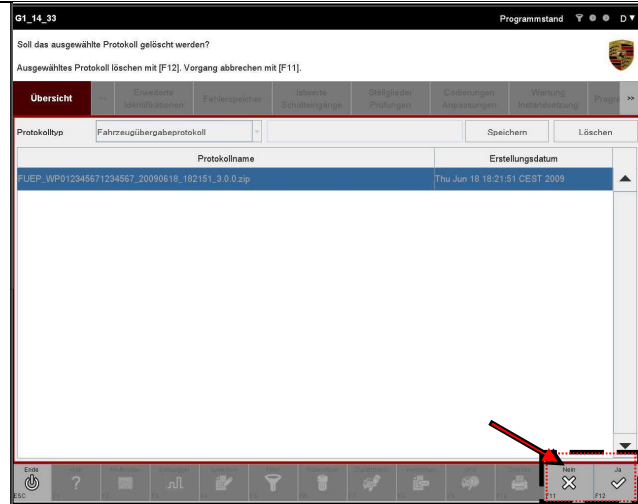 G1_14_33 Programmstand D
Soll das ausgewählte Protokoll gelöscht werden?
Ausgewähltes Protokoll löschen mit [F12]. Vorgang abbrechen mit [F11].
Übersicht Erweiterte Identifikationen Fehlerspeicher Istwerte Schalteingänge Stellglieder Prüfungen Codierungen Anpassungen Wartung Instandsetzung Progra >>
Protokolltyp Fahrzeugübergabeprotokoll Speichern Löschen
Protokollname Erstellungsdatum
FUEP_WP012345671234567_20090618_182151_3.0.0.zip Thu Jun 18 18:21:51 CEST 2009
Ende Nein Ja
ESC F11 F12